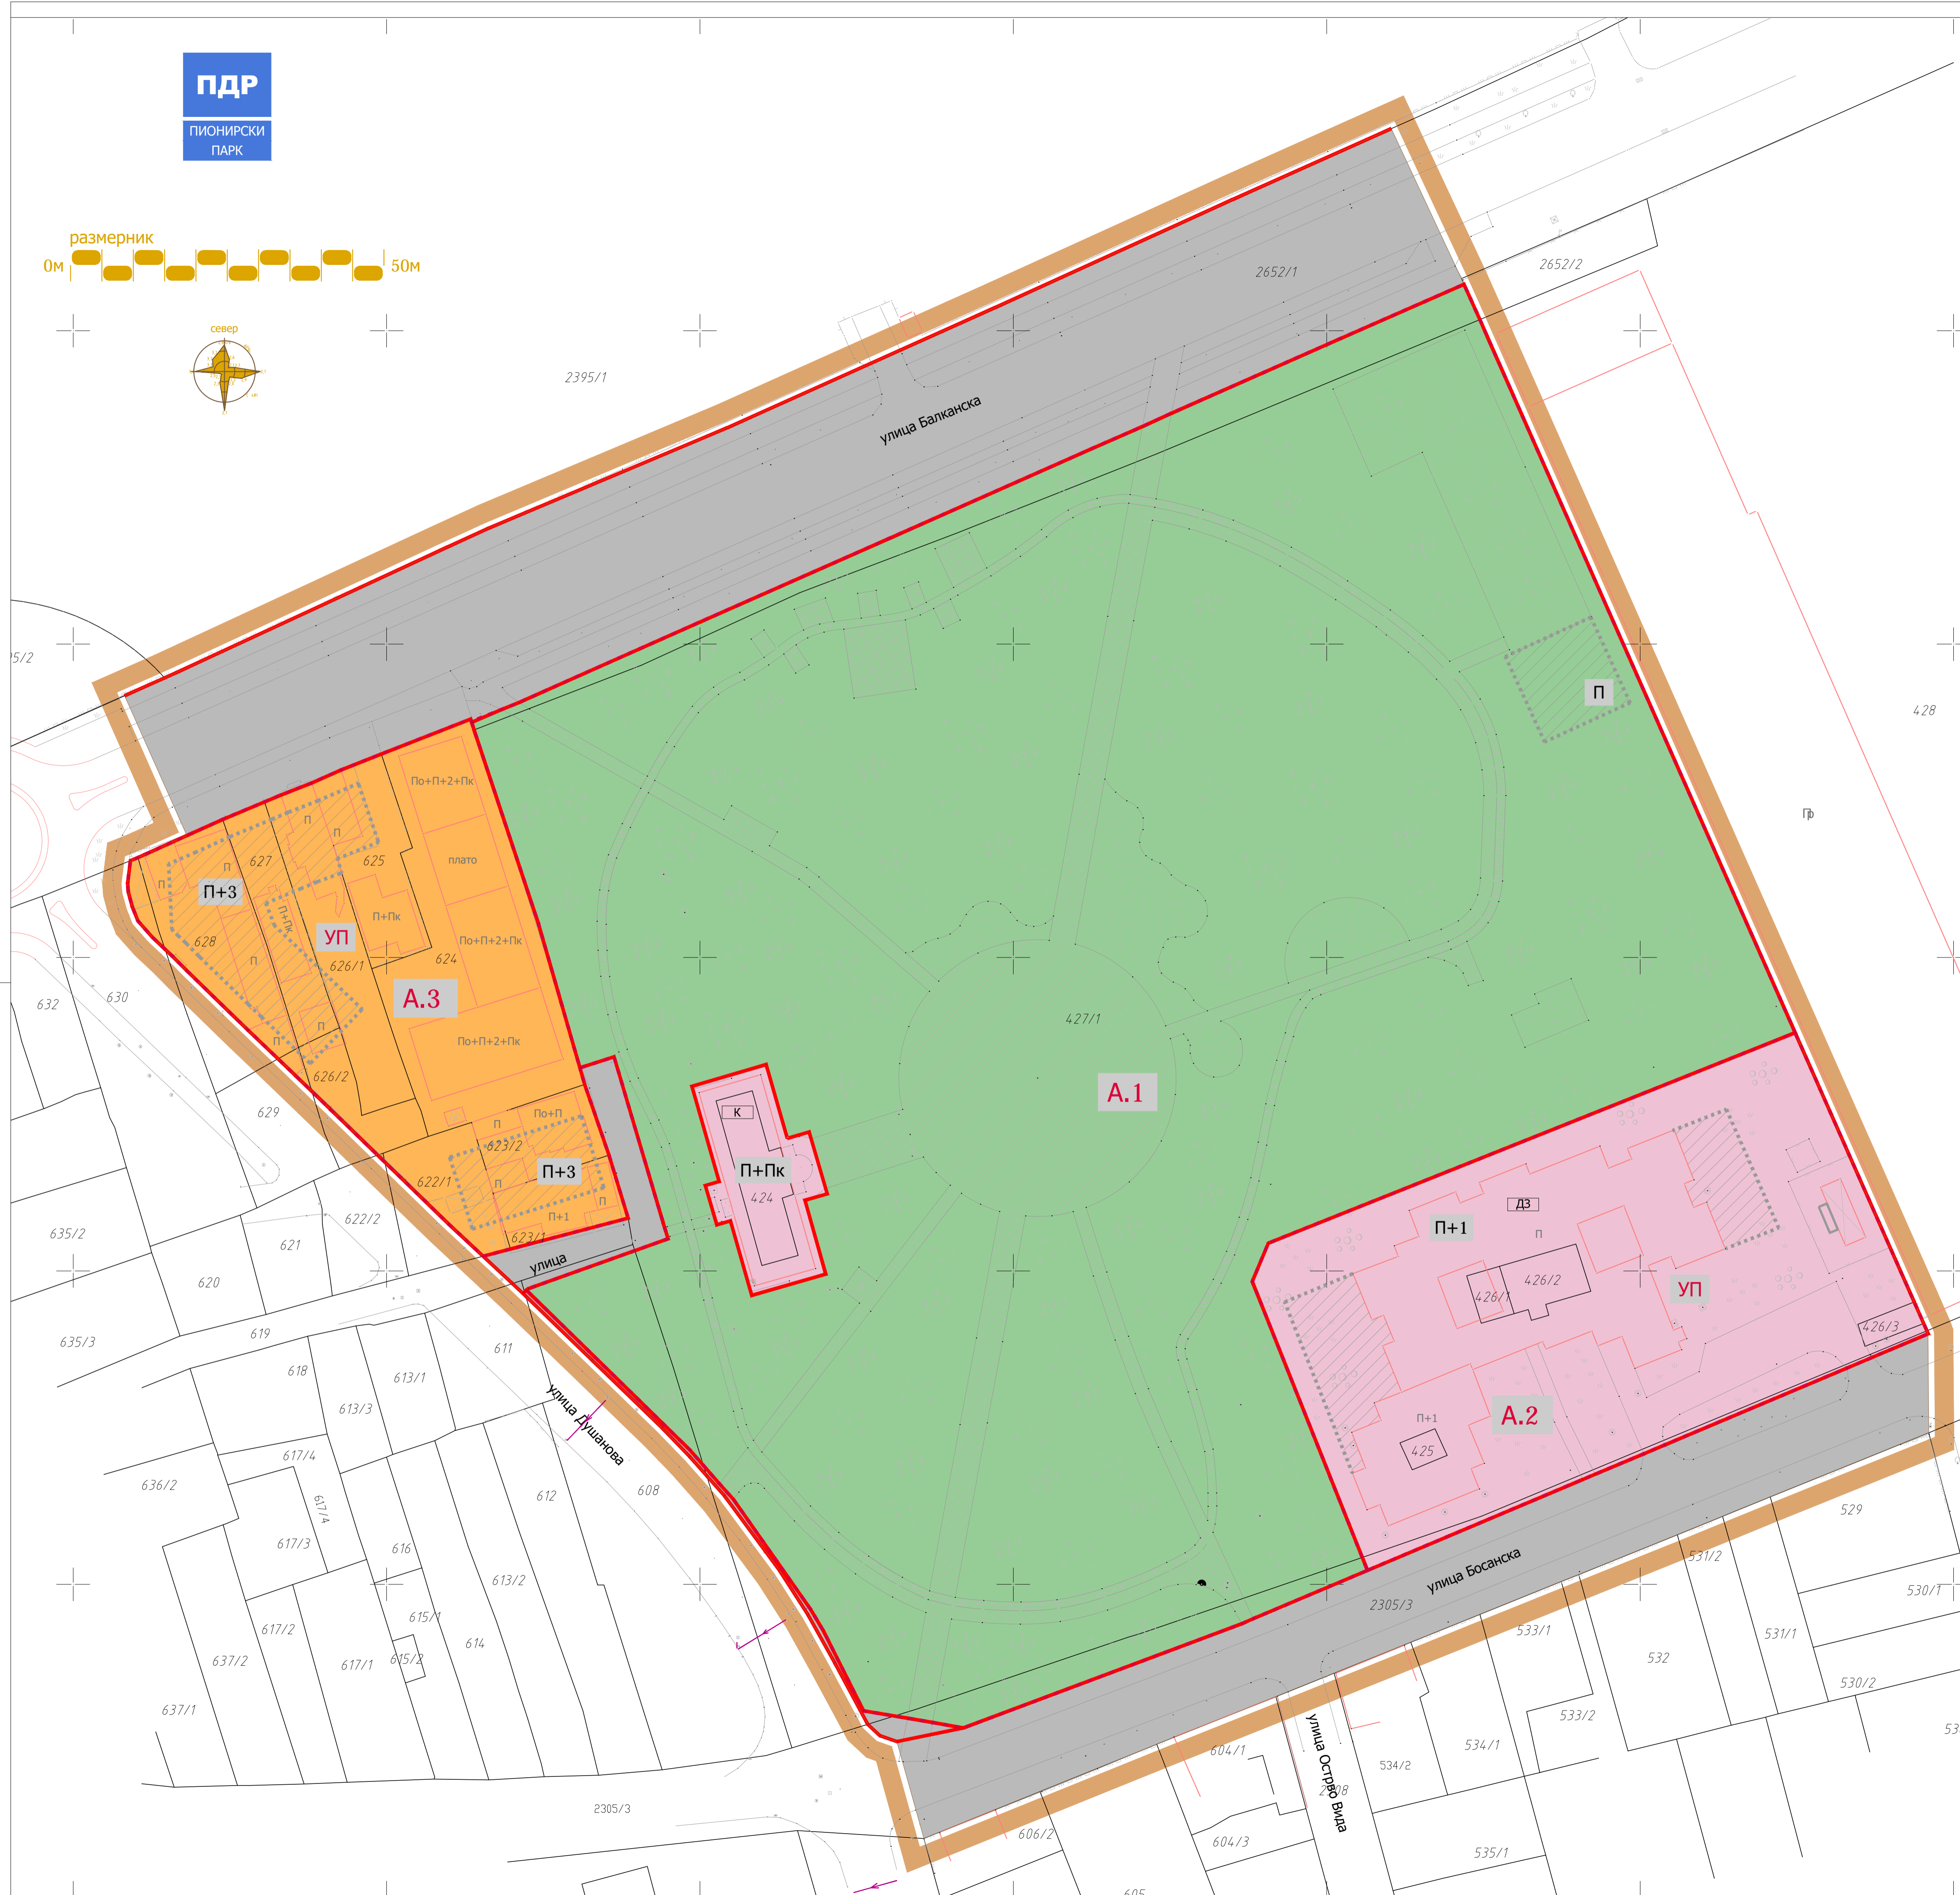 ПДР
ПИОНИРСКИ
ПАРК
размерник
0м
50м
север
2395/1
2652/1
2652/2
улица Балканска
П
428
По+П+2+Пк
плато
По+П+2+Пк
По+П+2+Пк
П
П
625
627
П
П
П+3
П+Пк
П+Пк
628
УП
П
626/1
624
А.3
П
П
626/2
632
630
629
427/1
А.1
К
П+Пк
424
По+П
П
623/2
П+3
622/1
П
П
П+1
623/1
622/2
635/2
621
620
улица
ДЗ
П+1
П
УП
426/2
426/1
426/3
А.2
П+1
425
635/3
619
611
618
613/1
613/3
улица Душанова
617/4
617/4
636/2
612
608
617/3
616
613/2
615/1
617/2
614
637/2
617/1
615/2
637/1
529
улица Босанска
2305/3
531/2
530/1
533/1
531/1
532
530/2
533/2
604/1
534/1
534/2
улица Острво Вида
2305/3
606/2
604/3
535/1
605